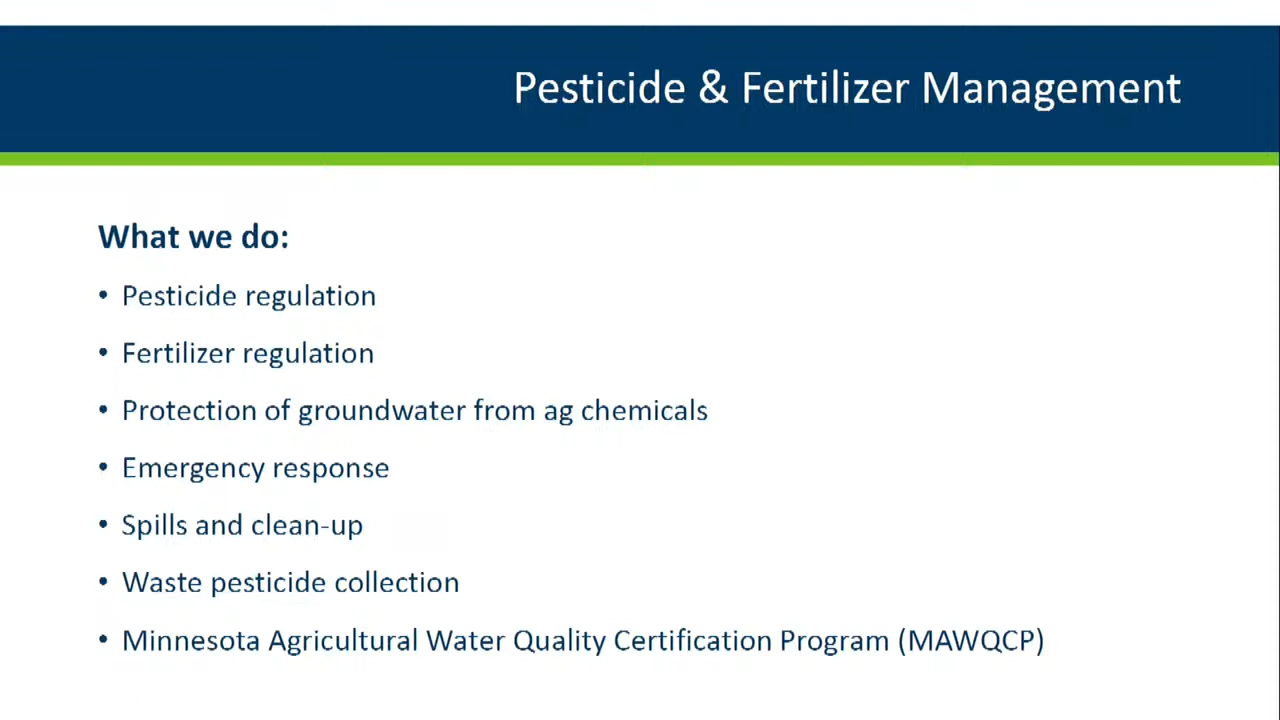 Pesticide & Fertilizer Management
What we do:
• Pesticide regulation
• Fertilizer regulation
• Protection of groundwater from ag chemicals
• Emergency response
• Spills and clean-up
• Waste pesticide collection
• Minnesota Agricultural Water Quality Certification Program (MAWQCP)